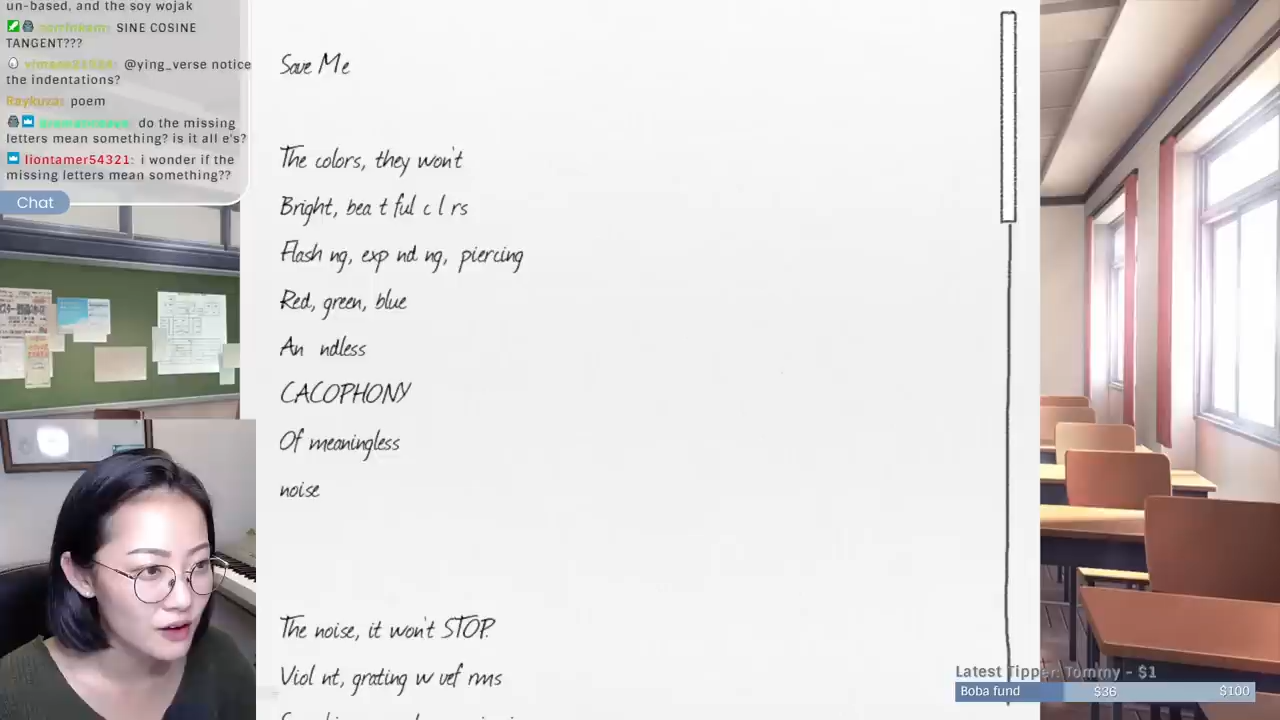 un-based, and the soy wojak
SINE COSINE
TANGENT???
@ying_verse notice
the indentations?
Raykuza: poem
do the missing
letters mean something? is it all e's?
liontamer54321: i wonder if the
missing letters mean something??
Chat
Save Me
The colors, they won't
Bright, bea t ful c l rs
Flash ng, exp nd ng, piercing
Red, green, blue
An ndless
CACOPHONY
Of meaningless
noise
The noise, it won't STOP.
Viol nt, grating w vef rms
Latest Tipper: Tommy - $1
Boba fund $36 $100